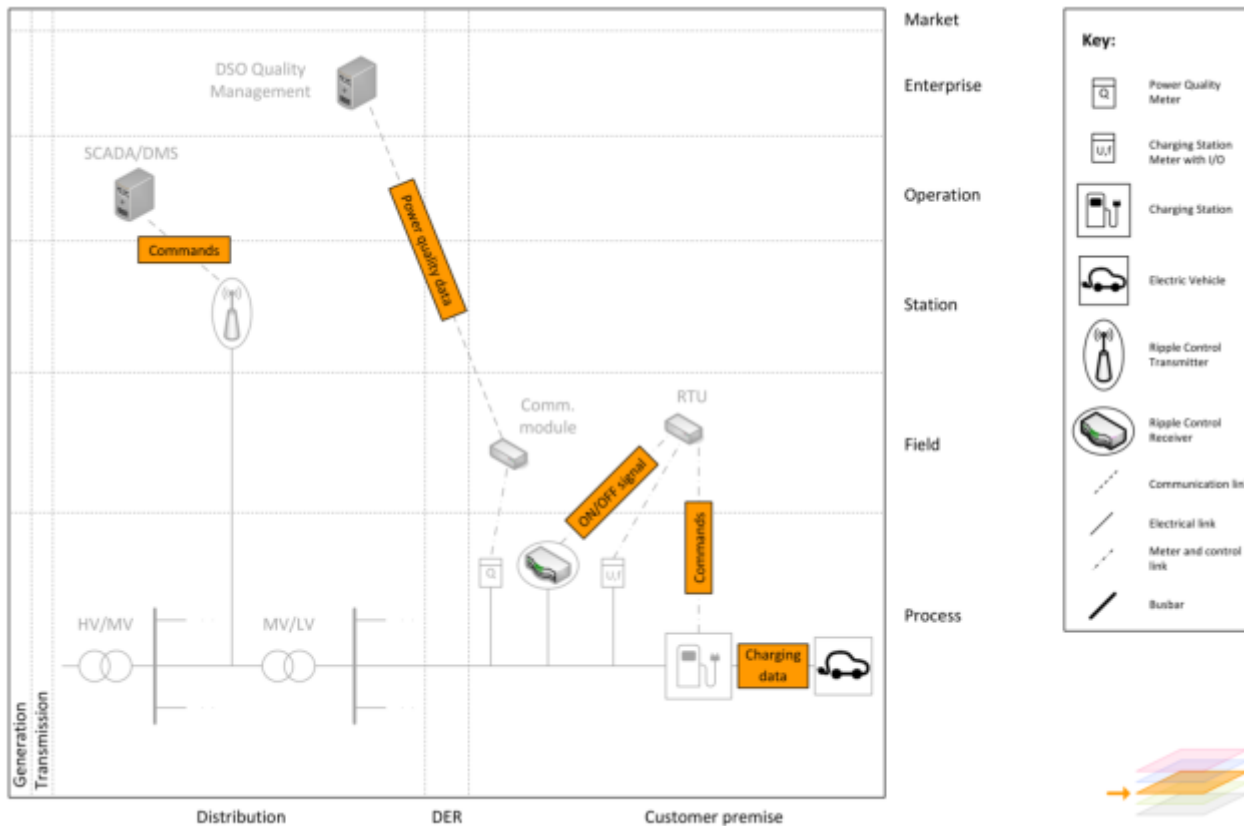 Market
DSO Quality
Management
Enterprise
SCADA/DMS
Operation
Commands
Power quality data
Station
Comm.
module
RTU
Field
ON/OFF signal
Commands
Q
U,f
Process
HV/MV
MV/LV
Charging
data
Generation
Transmission
Distribution
DER
Customer premise
Key:
Q
Power Quality
Meter
U,f
Charging Station
Meter with I/O
Charging Station
Electric Vehicle
Ripple Control
Transmitter
Ripple Control
Receiver
Communication lin
Electrical link
Meter and control
link
Busbar